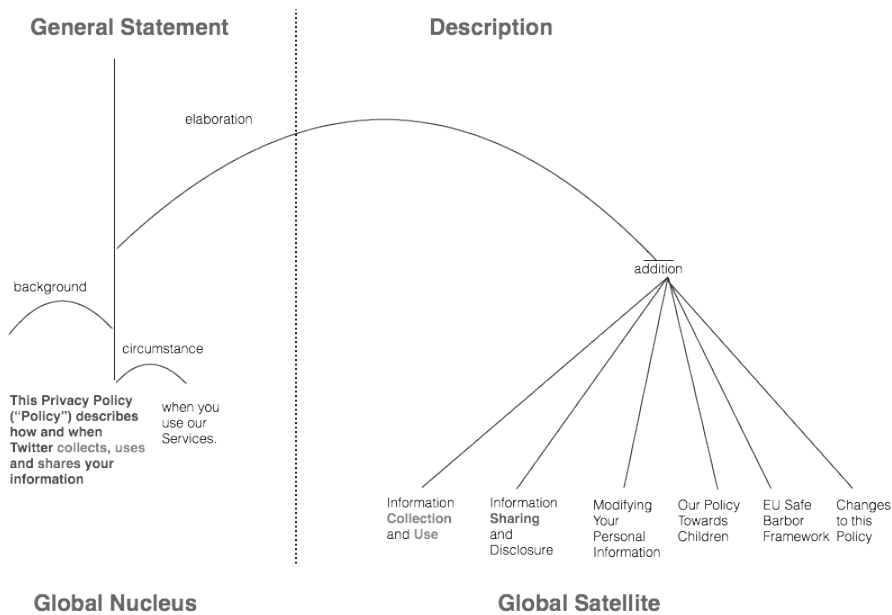 General Statement
Description
elaboration
addition
background
circumstance
This Privacy Policy
(“Policy”) describes
how and when
Twitter collects, uses
and shares your
information
when you
use our
Services.
Information
Collection
and Use
Information
Sharing
and
Disclosure
Modifying
Your
Personal
Information
Our Policy
Towards
Children
EU Safe
Barbor
Framework
Changes
to this
Policy
Global Nucleus
Global Satellite